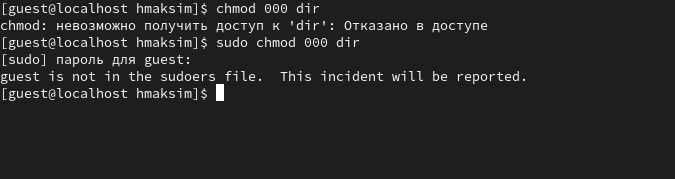 [guest@localhost hmaksim]$ chmod 000 dir
chmod: невозможно получить доступ к 'dir': Отказано в доступе
[guest@localhost hmaksim]$ sudo chmod 000 dir
[sudo] пароль для guest:
guest is not in the sudoers file.  This incident will be reported.
[guest@localhost hmaksim]$